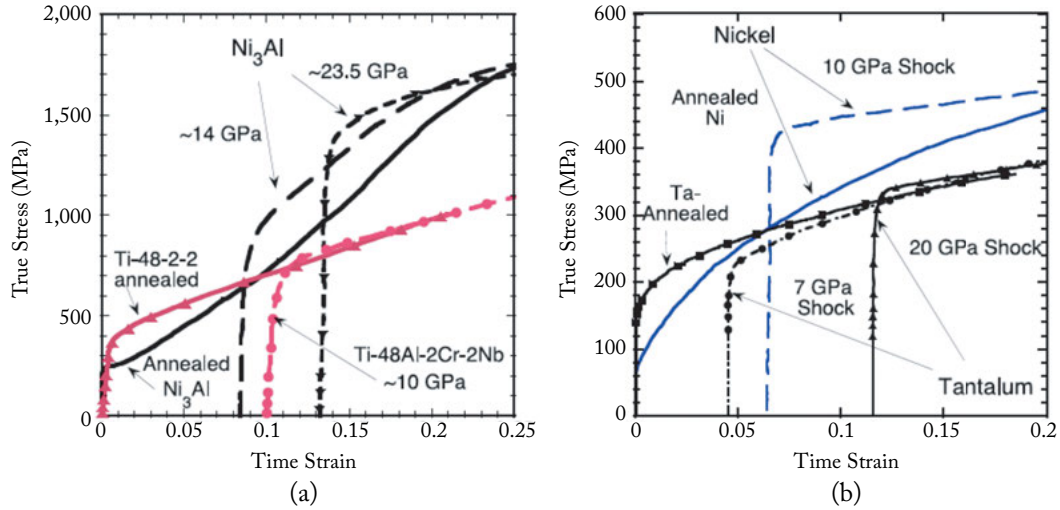 2,000
1,500
1,000
500
0
True Stress (MPa)
Ni3Al
~23.5 GPa
~14 GPa
Ti-48-2-2
annealed
Annealed
Ni3Al
Ti-48Al-2Cr-2Nb
~10 GPa
0 0.05 0.1 0.15 0.2 0.25
Time Strain
(a)
600
500
400
300
200
100
0
True Stress (MPa)
Nickel
10 GPa Shock
Annealed
Ni
Ta-
Annealed
20 GPa Shock
7 GPa
Shock
Tantalum
0 0.05 0.1 0.15 0.2
Time Strain
(b)